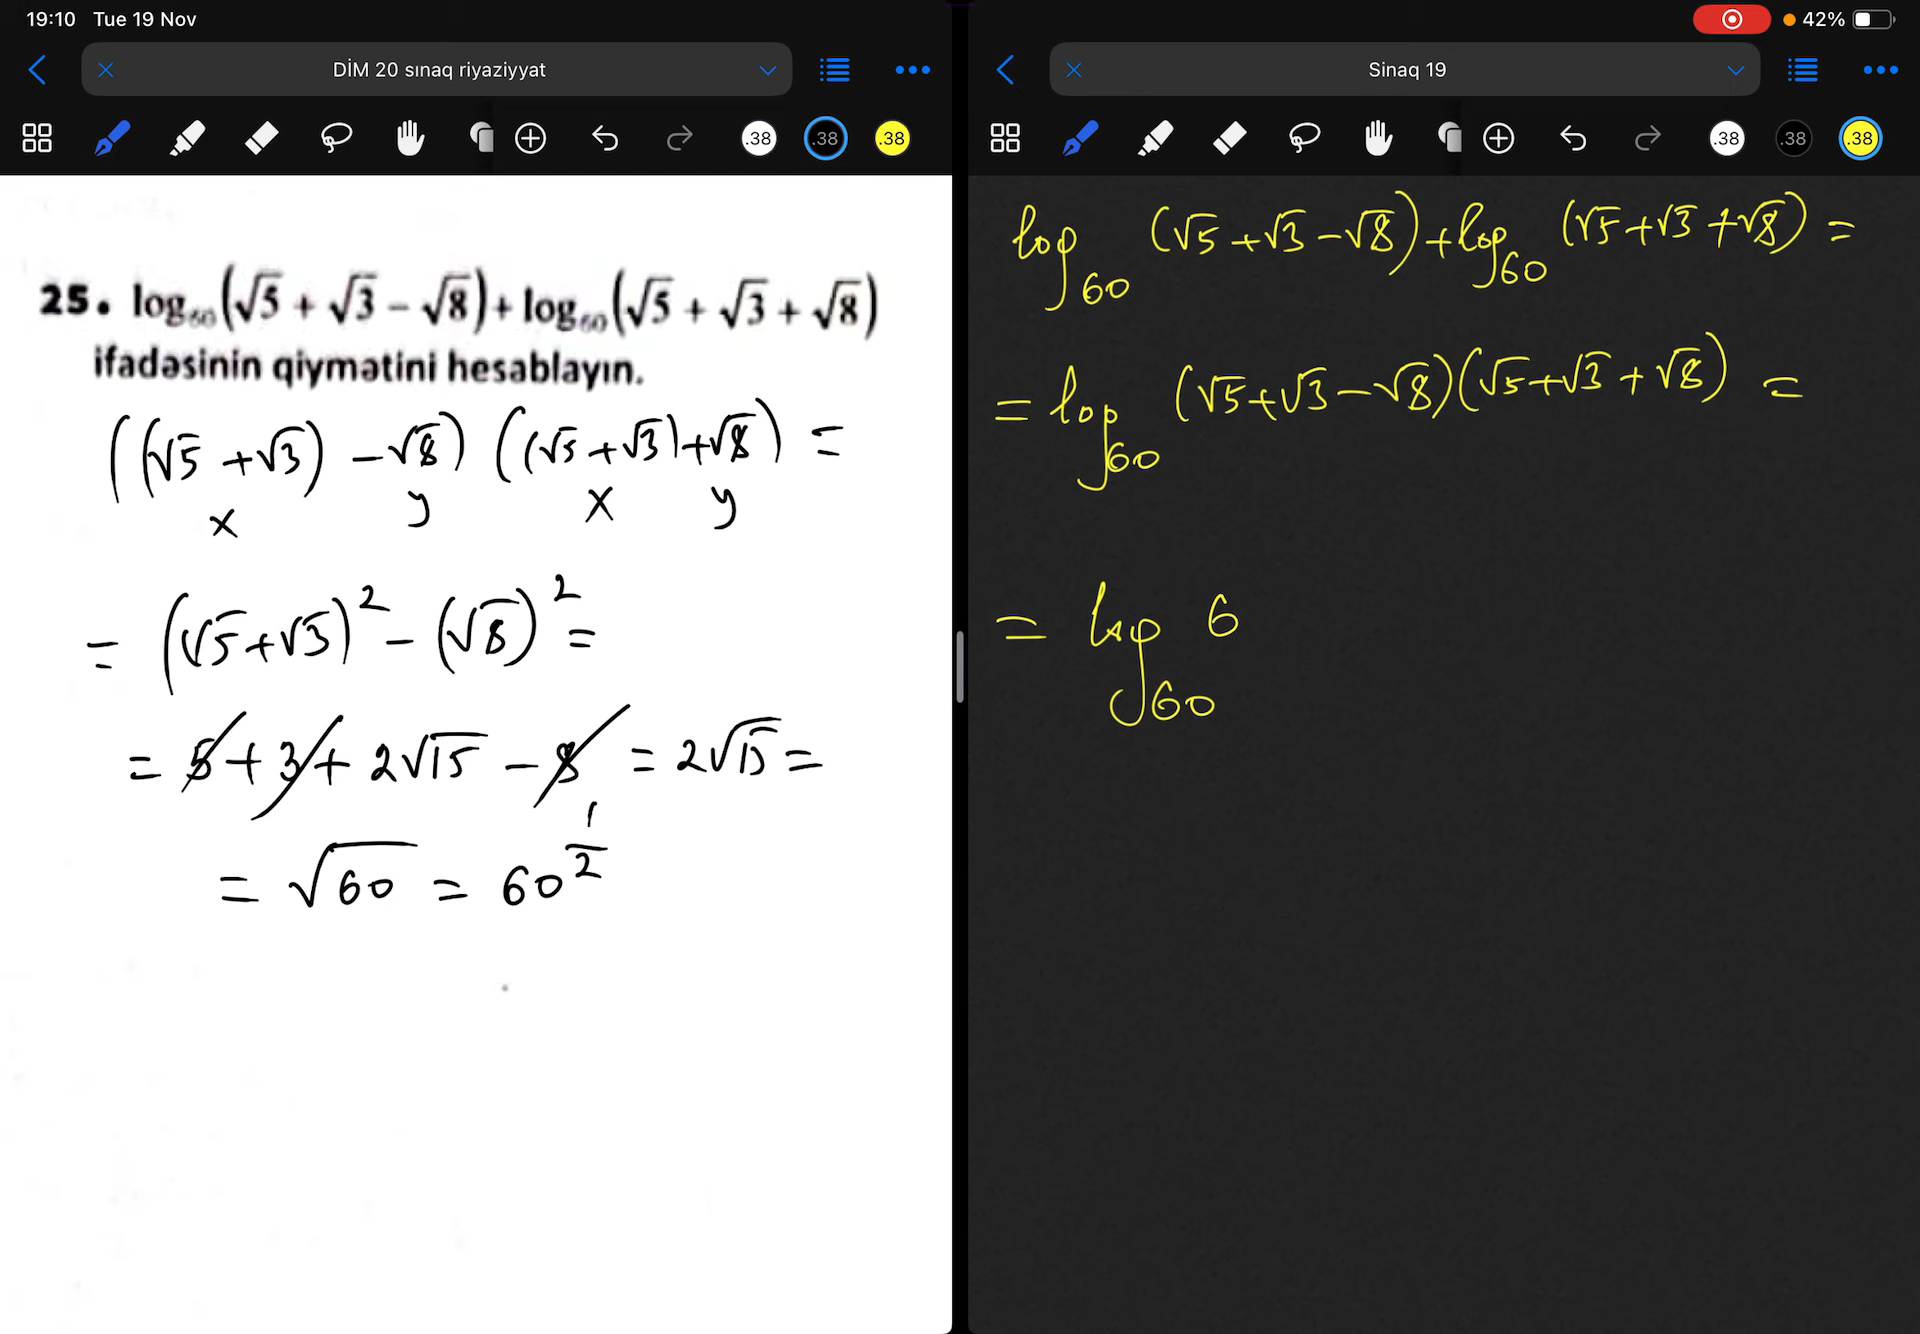 19:10 Tue 19 Nov
42%
DİM 20 sınaq riyaziyyat
Sinaq 19
.38 .38 .38
.38 .38 .38
25. log₆₀(√5 + √3 − √8) + log₆₀(√5 + √3 + √8)
ifadəsinin qiymətini hesablayın.
((√5 + √3) − √8) ((√5 + √3) + √8) =
x y x y
= (√5 + √3)² − (√8)² =
= 5 + 3 + 2√15 − 8 = 2√15 =
= √60 = 60^(1/2)
log₆₀ (√5 + √3 − √8) + log₆₀ (√5 + √3 + √8) =
= log₆₀ (√5 + √3 − √8)(√5 + √3 + √8) =
= log₆₀ 6